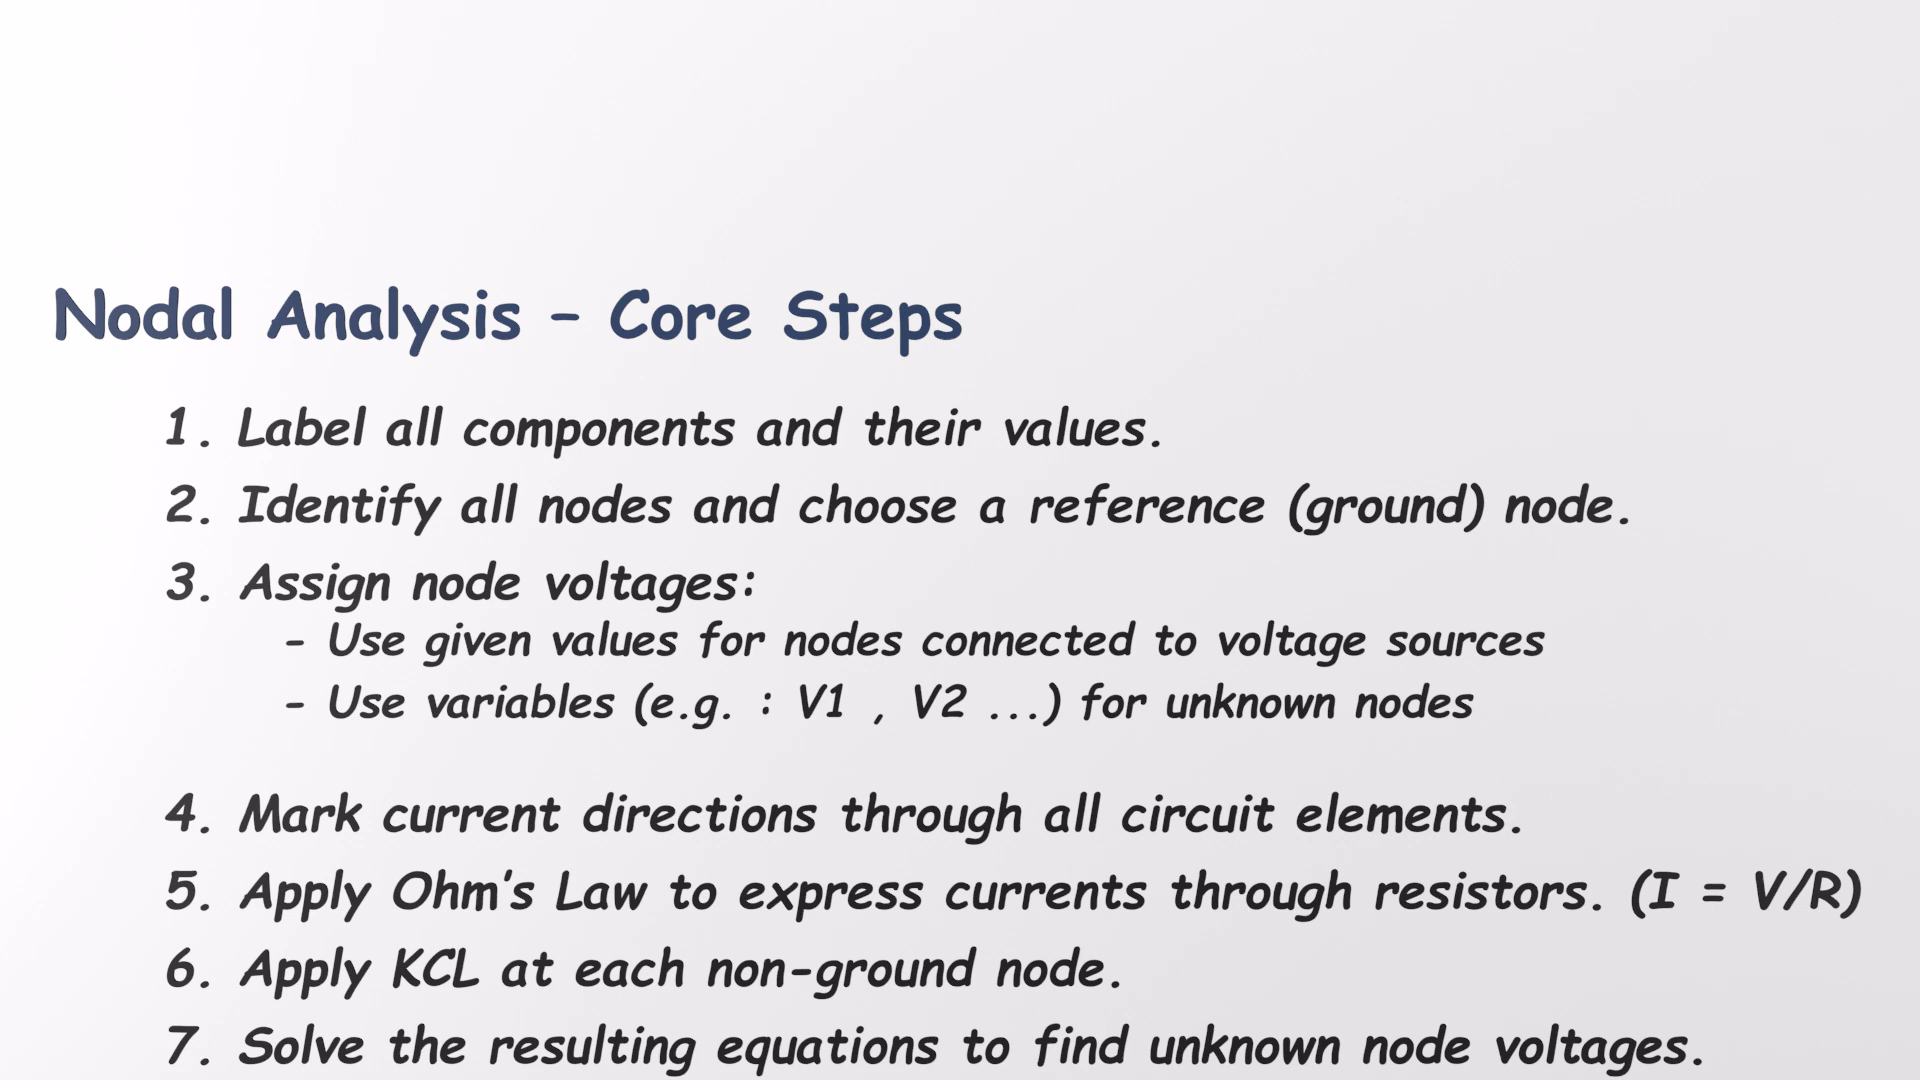 Nodal Analysis – Core Steps
1. Label all components and their values.
2. Identify all nodes and choose a reference (ground) node.
3. Assign node voltages:
- Use given values for nodes connected to voltage sources
- Use variables (e.g. : V1 , V2 ...) for unknown nodes
4. Mark current directions through all circuit elements.
5. Apply Ohm's Law to express currents through resistors. (I = V/R)
6. Apply KCL at each non-ground node.
7. Solve the resulting equations to find unknown node voltages.